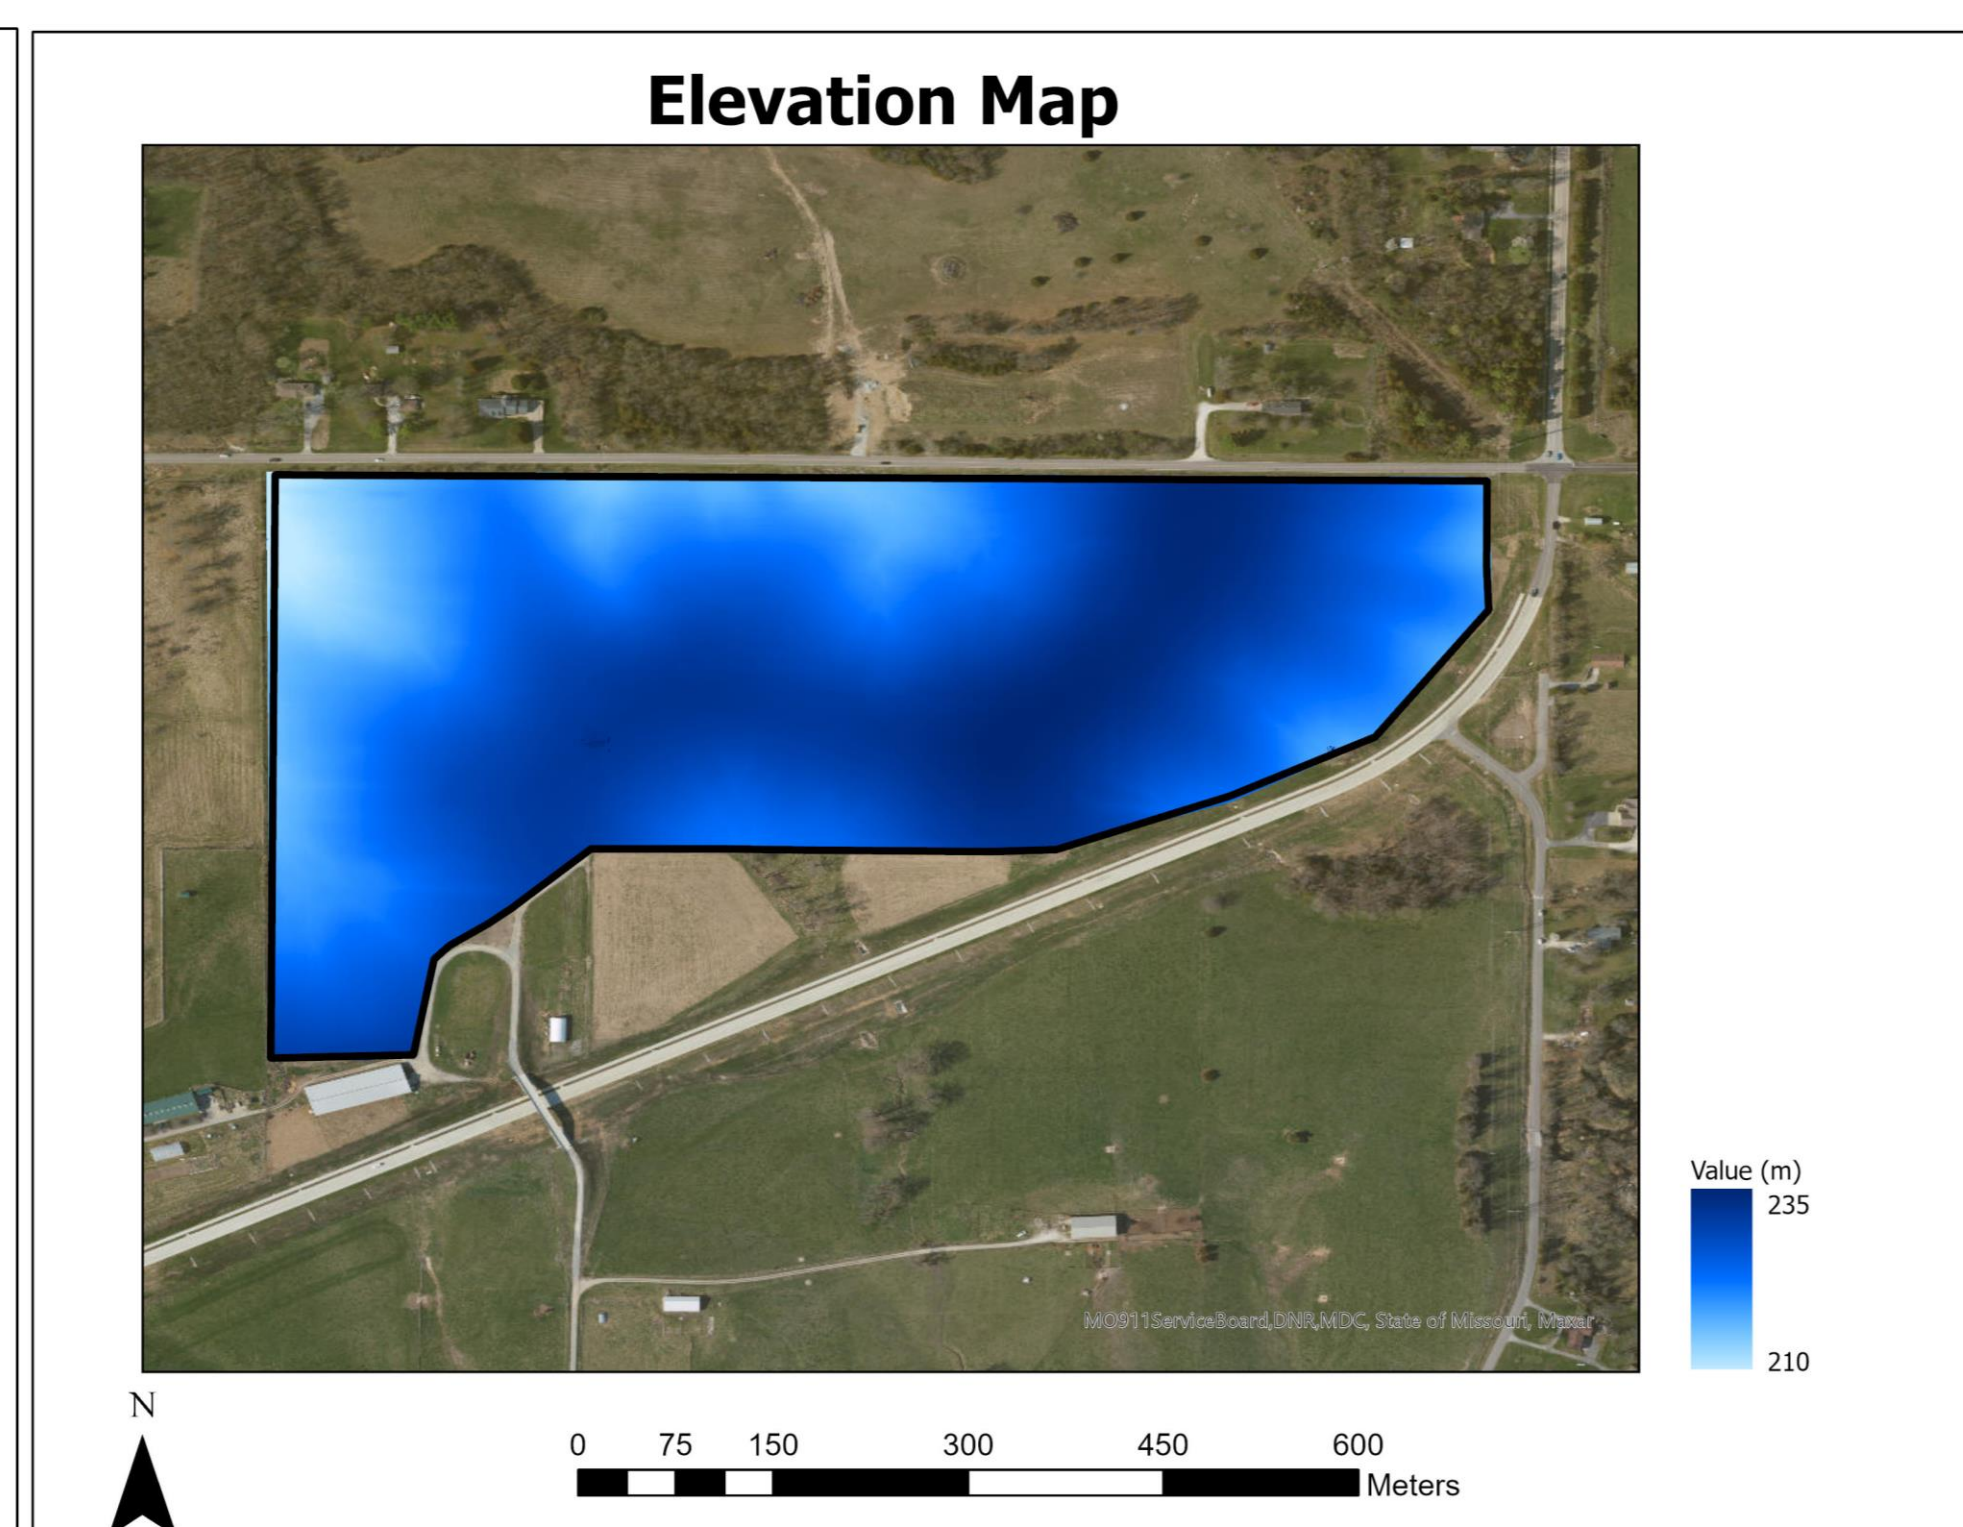 Elevation Map
MO911ServiceBoard,DNR,MDC, State of Missouri, Maxar
Value (m)
235
210
N
0 75 150 300 450 600
Meters